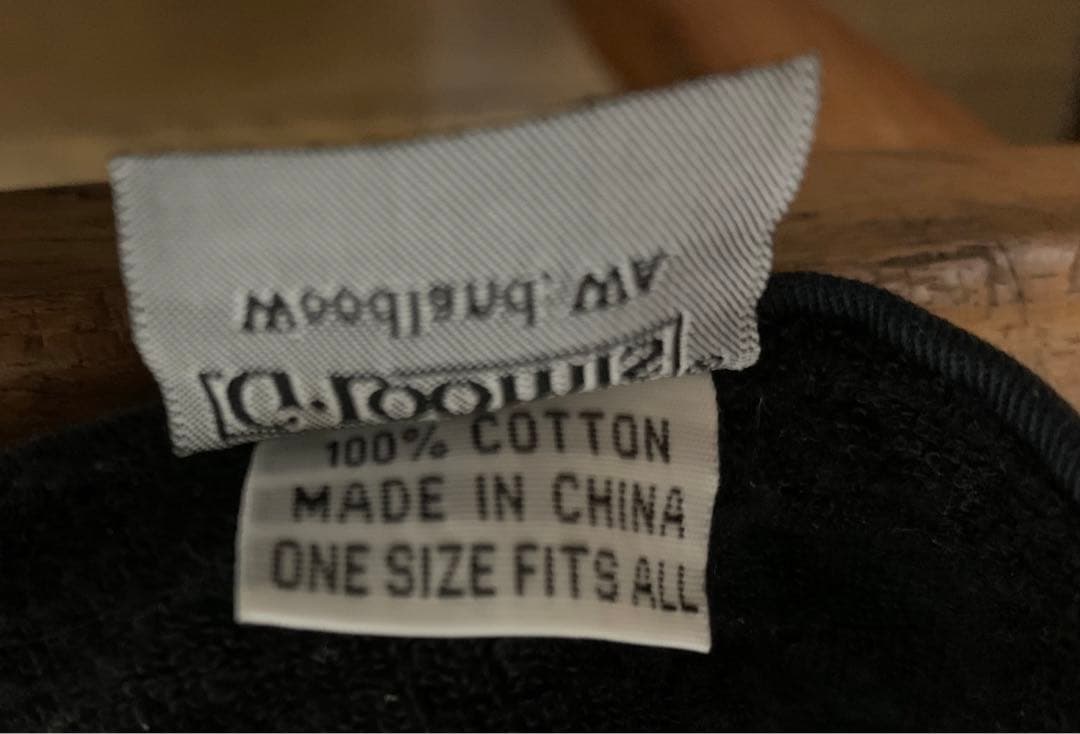 Woodland, WA
100% COTTON
MADE IN CHINA
ONE SIZE FITS ALL